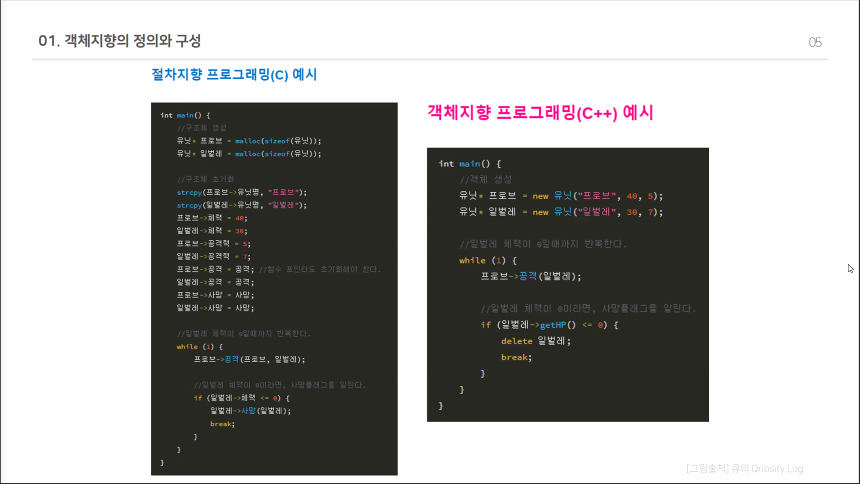 01. 객체지향의 정의와 구성
05
절차지향 프로그래밍(C) 예시
int main() {
//구조체 생성
유닛* 프로브 = malloc(sizeof(유닛));
유닛* 일벌레 = malloc(sizeof(유닛));
//구조체 초기화
strcpy(프로브->유닛명, "프로브");
strcpy(일벌레->유닛명, "일벌레");
프로브->체력 = 40;
일벌레->체력 = 30;
프로브->공격력 = 5;
일벌레->공격력 = 7;
프로브->공격 = 공격; //함수 포인터도 초기화해야 한다.
일벌레->공격 = 공격;
프로브->사망 = 사망;
일벌레->사망 = 사망;
//일벌레 체력이 0일때까지 반복한다.
while (1) {
프로브->공격(프로브, 일벌레);
//일벌레 체력이 0이라면, 사망플래그를 알린다.
if (일벌레->체력 <= 0) {
일벌레->사망(일벌레);
break;
}
}
}
객체지향 프로그래밍(C++) 예시
int main() {
//객체 생성
유닛* 프로브 = new 유닛("프로브", 40, 5);
유닛* 일벌레 = new 유닛("일벌레", 30, 7);
//일벌레 체력이 0일때까지 반복한다.
while (1) {
프로브->공격(일벌레);
//일벌레 체력이 0이라면, 사망플래그를 알린다.
if (일벌레->getHP() <= 0) {
delete 일벌레;
break;
}
}
}
[그림출처] 큐의 Qriosity Log